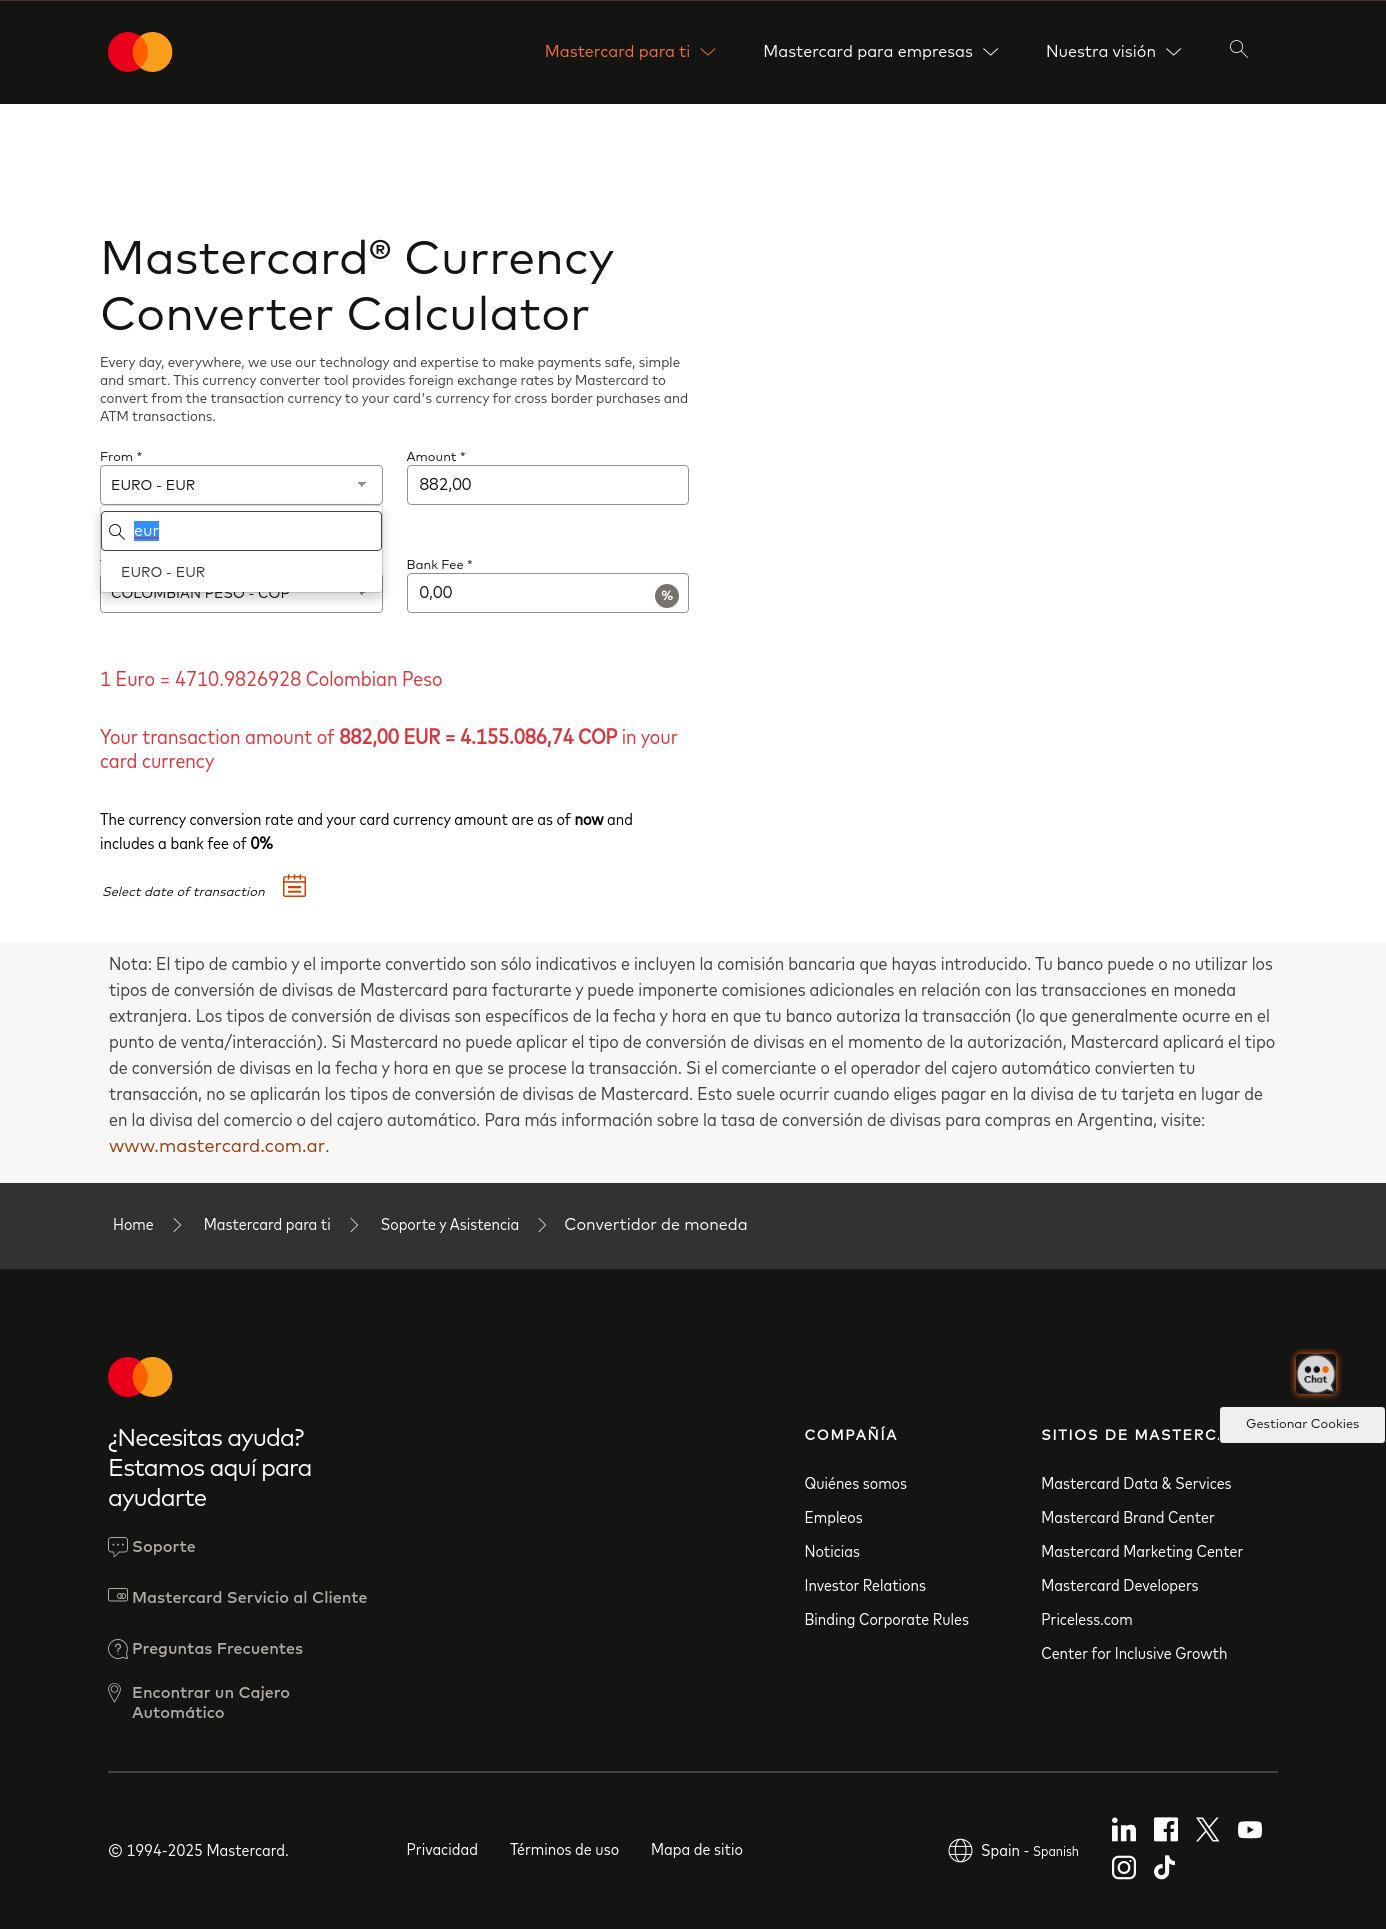 Mastercard para ti
Mastercard para empresas
Nuestra visión
Mastercard® Currency
Converter Calculator
Every day, everywhere, we use our technology and expertise to make payments safe, simple
and smart. This currency converter tool provides foreign exchange rates by Mastercard to
convert from the transaction currency to your card's currency for cross border purchases and
ATM transactions.
From *
Amount *
EURO - EUR
882,00
eur
EURO - EUR
Bank Fee *
COLOMBIAN PESO - COP
0,00
%
1 Euro = 4710.9826928 Colombian Peso
Your transaction amount of 882,00 EUR = 4.155.086,74 COP in your
card currency
The currency conversion rate and your card currency amount are as of now and
includes a bank fee of 0%
Select date of transaction
Nota: El tipo de cambio y el importe convertido son sólo indicativos e incluyen la comisión bancaria que hayas introducido. Tu banco puede o no utilizar los
tipos de conversión de divisas de Mastercard para facturarte y puede imponerte comisiones adicionales en relación con las transacciones en moneda
extranjera. Los tipos de conversión de divisas son específicos de la fecha y hora en que tu banco autoriza la transacción (lo que generalmente ocurre en el
punto de venta/interacción). Si Mastercard no puede aplicar el tipo de conversión de divisas en el momento de la autorización, Mastercard aplicará el tipo
de conversión de divisas en la fecha y hora en que se procese la transacción. Si el comerciante o el operador del cajero automático convierten tu
transacción, no se aplicarán los tipos de conversión de divisas de Mastercard. Esto suele ocurrir cuando eliges pagar en la divisa de tu tarjeta en lugar de
en la divisa del comercio o del cajero automático. Para más información sobre la tasa de conversión de divisas para compras en Argentina, visite:
www.mastercard.com.ar.
Home
Mastercard para ti
Soporte y Asistencia
Convertidor de moneda
Chat
Gestionar Cookies
¿Necesitas ayuda?
Estamos aquí para
ayudarte
Soporte
Mastercard Servicio al Cliente
Preguntas Frecuentes
Encontrar un Cajero
Automático
COMPAÑÍA
Quiénes somos
Empleos
Noticias
Investor Relations
Binding Corporate Rules
SITIOS DE MASTERCA
Mastercard Data & Services
Mastercard Brand Center
Mastercard Marketing Center
Mastercard Developers
Priceless.com
Center for Inclusive Growth
© 1994-2025 Mastercard.
Privacidad
Términos de uso
Mapa de sitio
Spain - Spanish